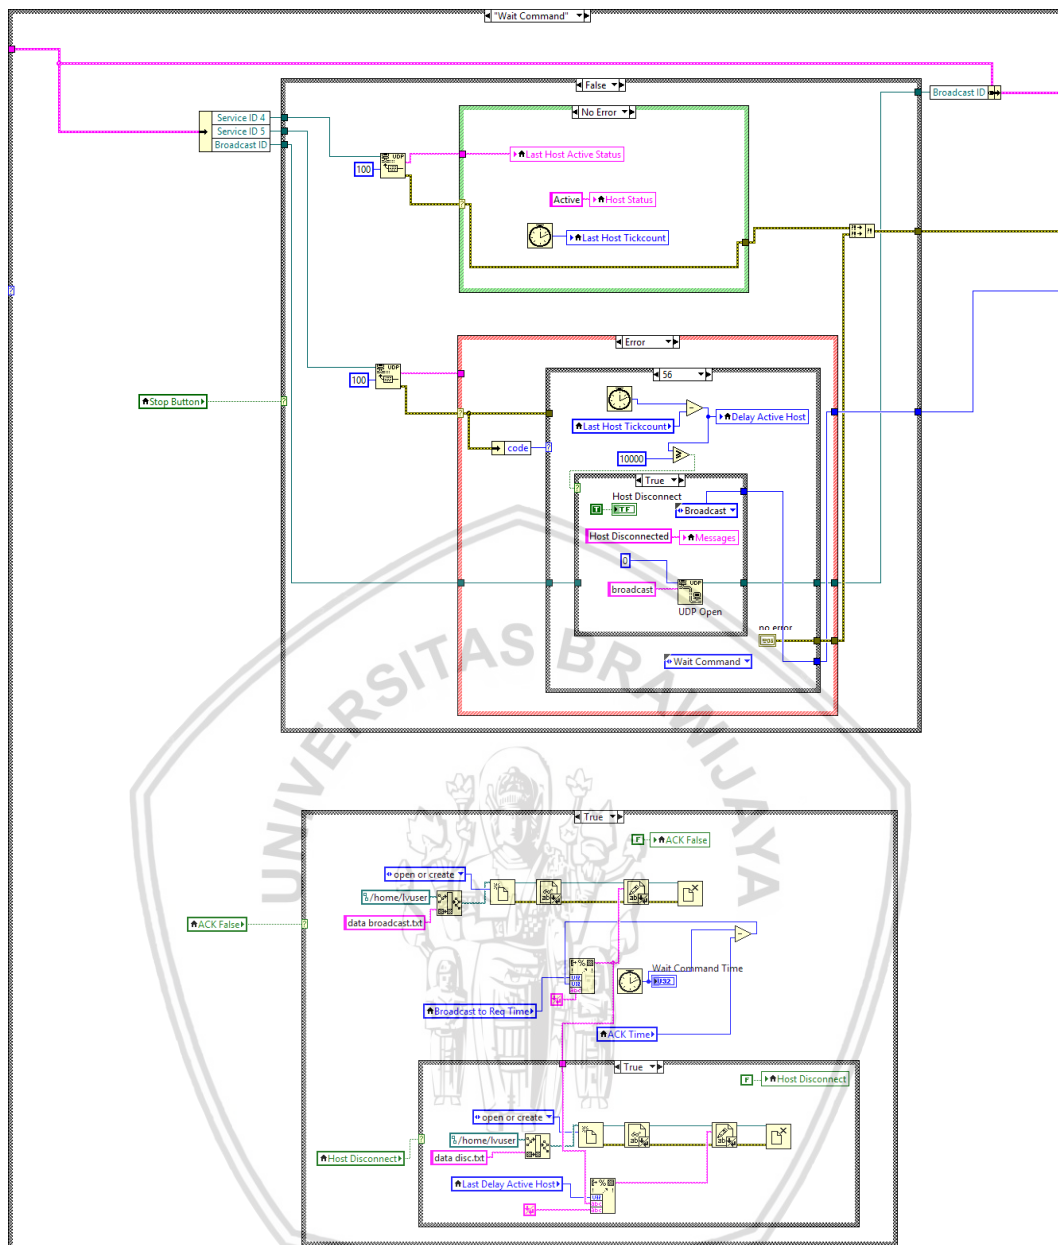 "Wait Command"
False
Broadcast ID
No Error
Service ID 4
Service ID 5
Broadcast ID
UDP
100
Last Host Active Status
Active
Host Status
Last Host Tickcount
Error
UDP
100
56
Stop Button
Last Host Tickcount
Delay Active Host
code
10000
True
Host Disconnect
T
TF
Broadcast
Host Disconnected
Messages
0
broadcast
UDP
UDP Open
no error
Wait Command
UNIVERSITAS BRAWIJAYA
True
F
ACK False
open or create
/home/lvuser
data broadcast.txt
ACK False
Wait Command Time
U32
Broadcast to Req Time
ACK Time
True
F
Host Disconnect
open or create
/home/lvuser
data disc.txt
Host Disconnect
Last Delay Active Host